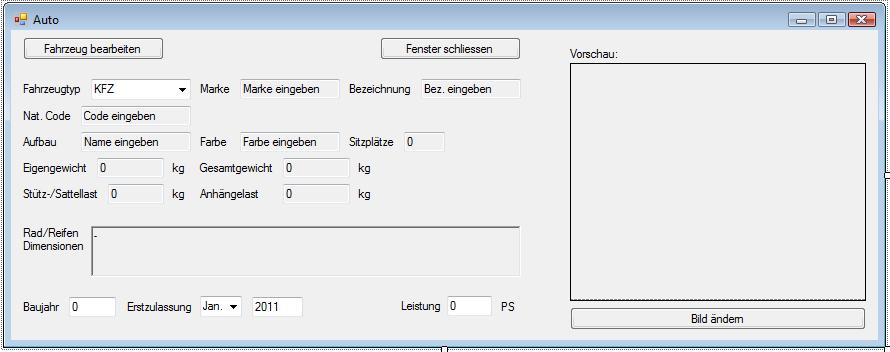 Auto
Fahrzeug bearbeiten Fenster schliessen
Vorschau:
Fahrzeugtyp KFZ Marke Marke eingeben Bezeichnung Bez. eingeben
Nat. Code Code eingeben
Aufbau Name eingeben Farbe Farbe eingeben Sitzplätze 0
Eigengewicht 0 kg Gesamtgewicht 0 kg
Stütz-/Sattellast 0 kg Anhängelast 0 kg
Rad/Reifen -
Dimensionen
Baujahr 0 Erstzulassung Jan. 2011 Leistung 0 PS
Bild ändern